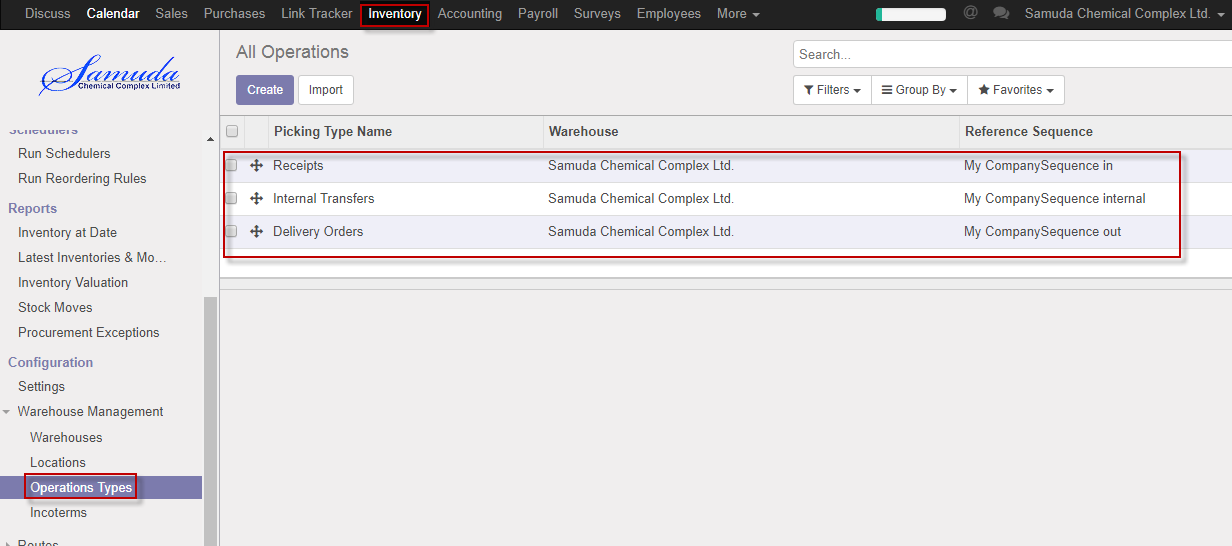 Discuss Calendar Sales Purchases Link Tracker Inventory Accounting Payroll Surveys Employees More @ Samuda Chemical Complex Ltd.
Samuda
Chemical Complex Limited
Schedulers
Run Schedulers
Run Reordering Rules
Reports
Inventory at Date
Latest Inventories & Mo...
Inventory Valuation
Stock Moves
Procurement Exceptions
Configuration
Settings
Warehouse Management
Warehouses
Locations
Operations Types
Incoterms
Routes
All Operations
Search...
Create Import
Filters Group By Favorites
Picking Type Name Warehouse Reference Sequence
Receipts Samuda Chemical Complex Ltd. My CompanySequence in
Internal Transfers Samuda Chemical Complex Ltd. My CompanySequence internal
Delivery Orders Samuda Chemical Complex Ltd. My CompanySequence out